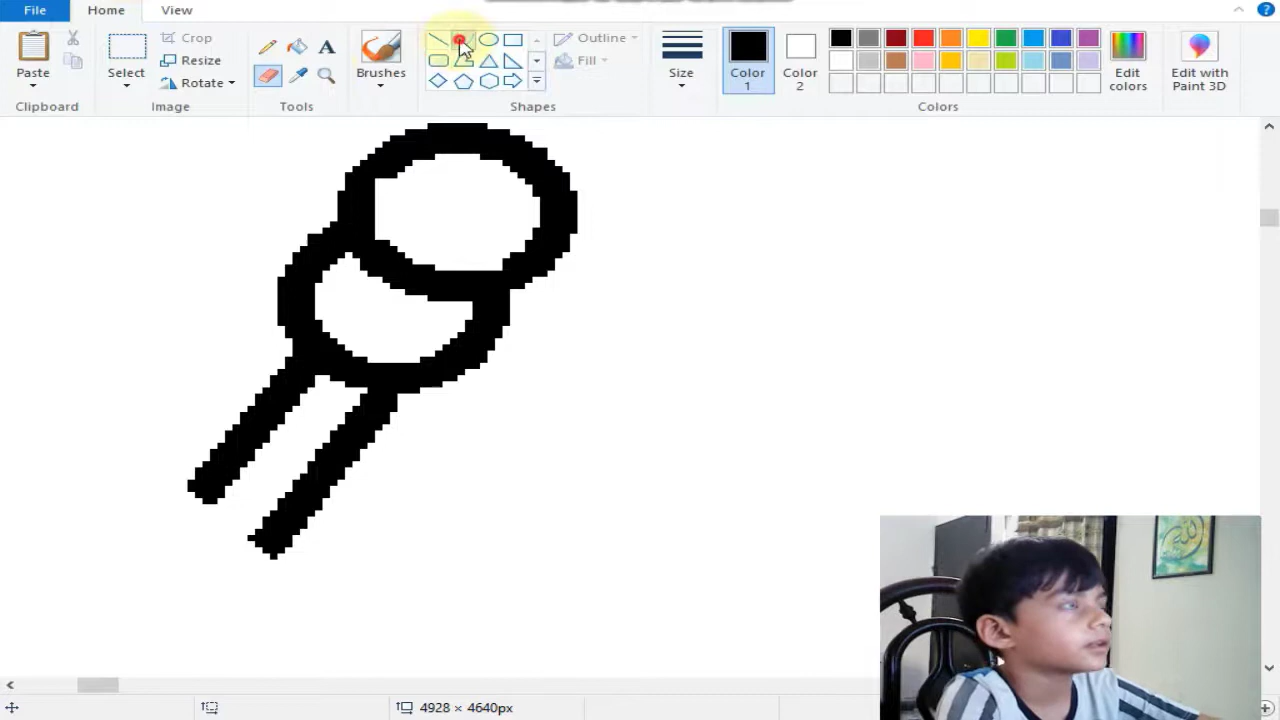 File Home View
Paste
Clipboard
Select
Crop
Resize
Rotate
Image
A
Tools
Brushes
Outline
Fill
Shapes
Size
Color
1
Color
2
Colors
Edit
colors
Edit with
Paint 3D
4928 × 4640px